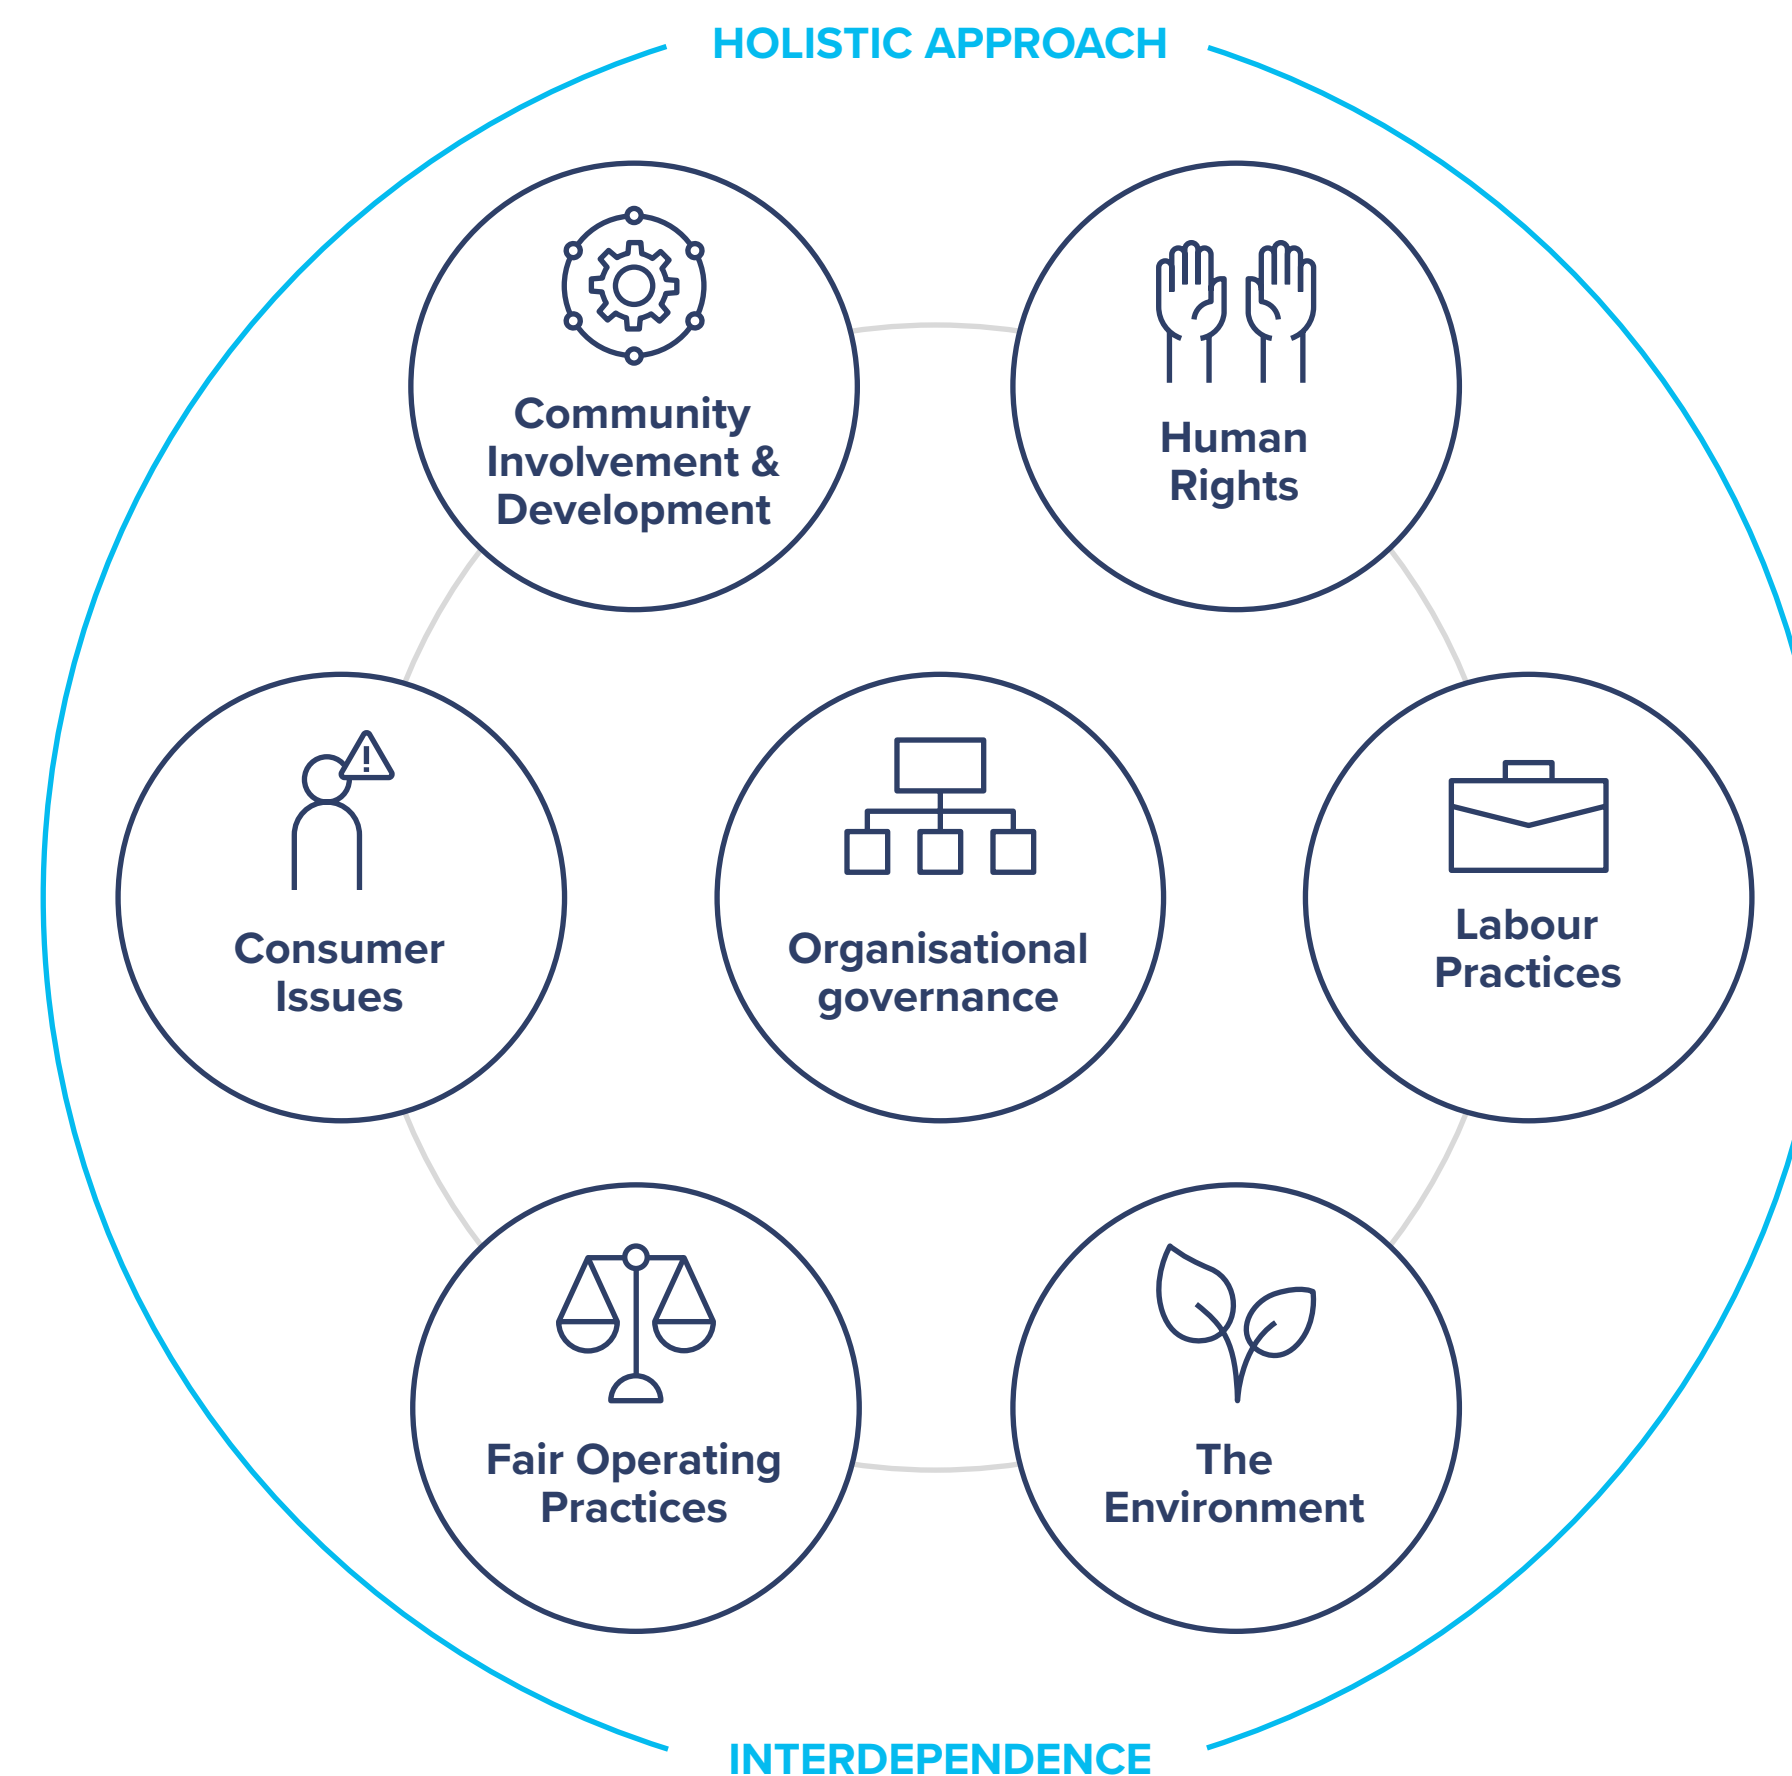 HOLISTIC APPROACH
Community
Involvement &
Development
Human
Rights
Consumer
Issues
Organisational
governance
Labour
Practices
Fair Operating
Practices
The
Environment
INTERDEPENDENCE